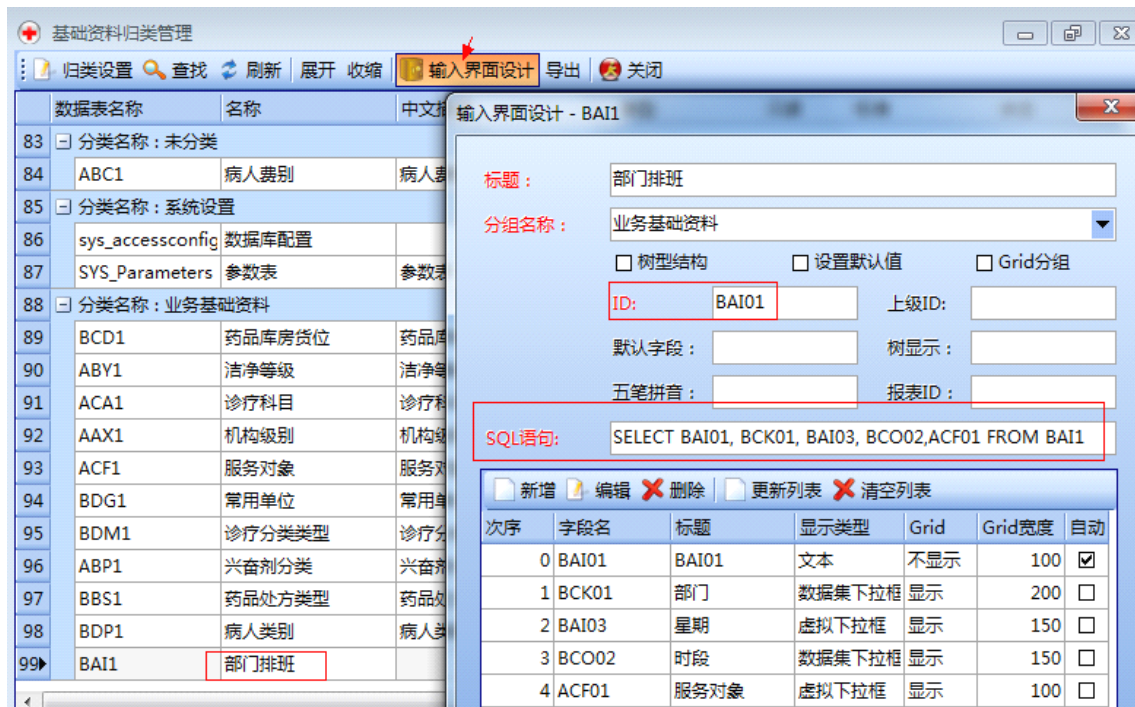 基础资料归类管理
归类设置 查找 刷新 展开 收缩 输入界面设计 导出 关闭
数据表名称 名称 中文描
83 分类名称：未分类
84 ABC1 病人费别 病人费
85 分类名称：系统设置
86 sys_accessconfig 数据库配置
87 SYS_Parameters 参数表 参数表
88 分类名称：业务基础资料
89 BCD1 药品库房货位 药品库
90 ABY1 洁净等级 洁净等
91 ACA1 诊疗科目 诊疗科
92 AAX1 机构级别 机构级
93 ACF1 服务对象 服务对
94 BDG1 常用单位 常用单
95 BDM1 诊疗分类类型 诊疗分
96 ABP1 兴奋剂分类 兴奋剂
97 BBS1 药品处方类型 药品处
98 BDP1 病人类别 病人类
99 BAI1 部门排班
输入界面设计 - BAI1
标题： 部门排班
分组名称： 业务基础资料
树型结构 设置默认值 Grid分组
ID: BAI01 上级ID:
默认字段： 树显示：
五笔拼音： 报表ID：
SQL语句: SELECT BAI01, BCK01, BAI03, BCO02,ACF01 FROM BAI1
新增 编辑 删除 更新列表 清空列表
次序 字段名 标题 显示类型 Grid Grid宽度 自动
0 BAI01 BAI01 文本 不显示 100
1 BCK01 部门 数据集下拉框 显示 200
2 BAI03 星期 虚拟下拉框 显示 150
3 BCO02 时段 数据集下拉框 显示 150
4 ACF01 服务对象 虚拟下拉框 显示 100